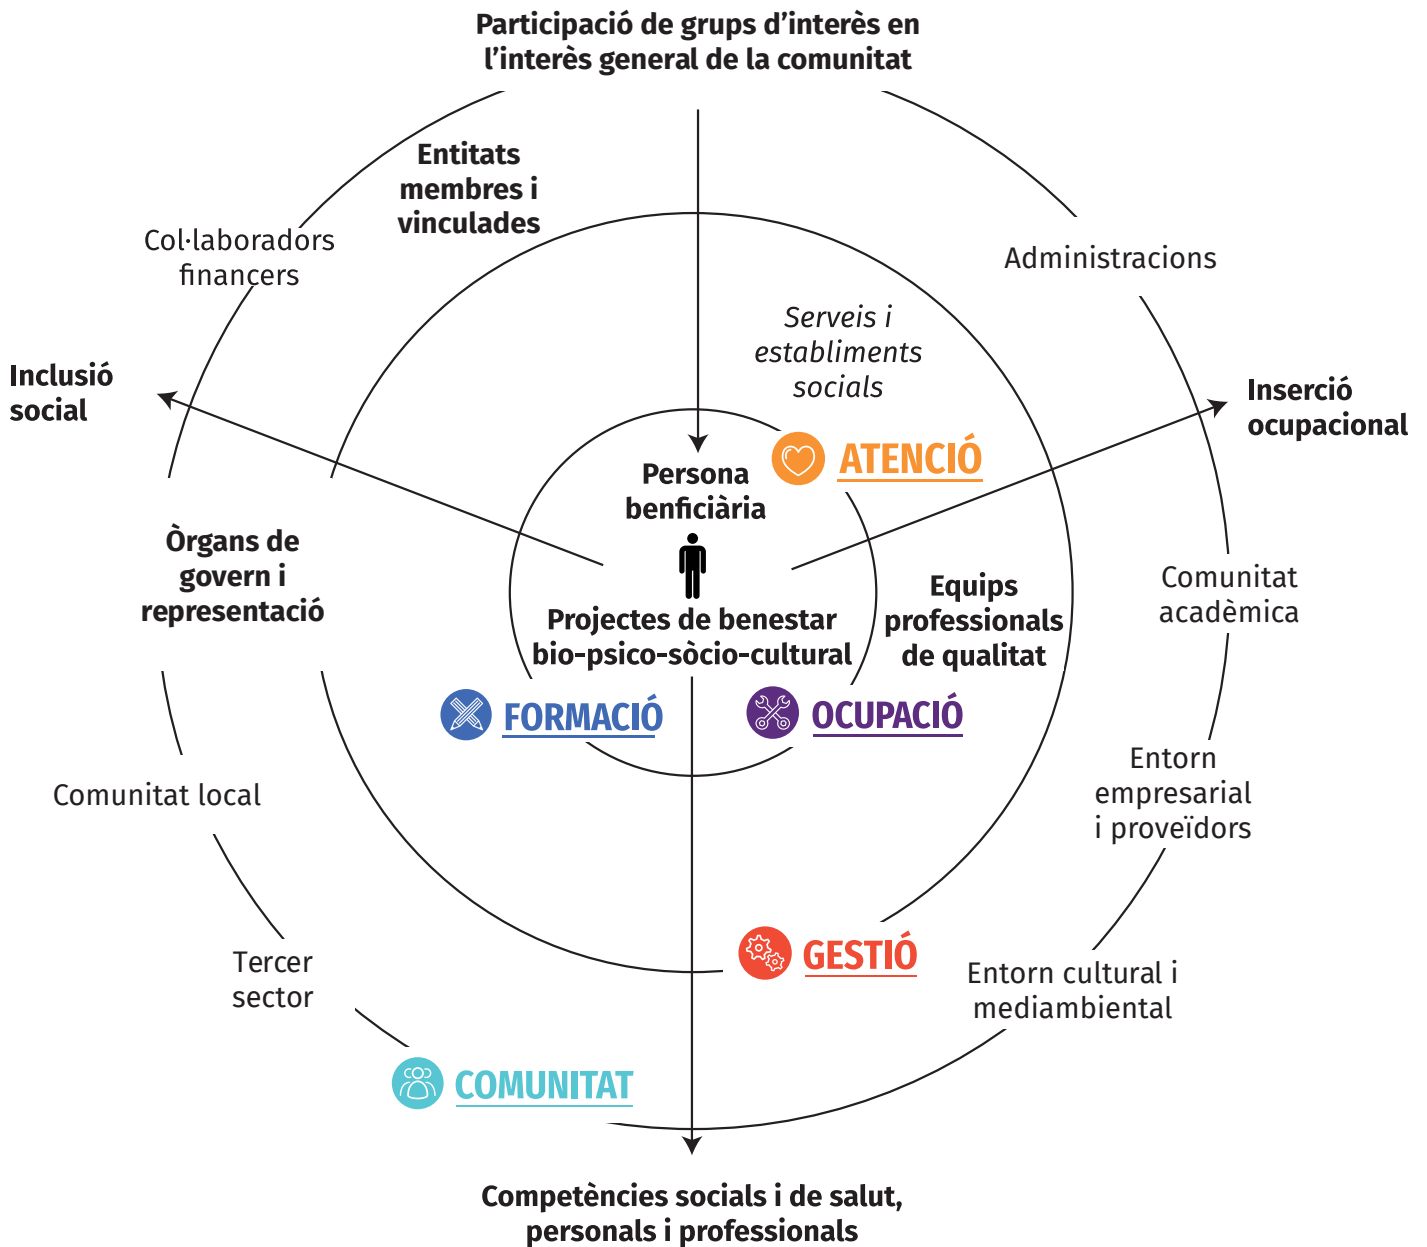 Participació de grups d’interès en
l’interès general de la comunitat
Entitats
membres i
vinculades
Col·laboradors
financers
Administracions
Serveis i
establiments
socials
Inclusió
social
Inserció
ocupacional
ATENCIÓ
Persona
benficiària
Òrgans de
govern i
representació
Equips
professionals
de qualitat
Comunitat
acadèmica
Projectes de benestar
bio-psico-sòcio-cultural
FORMACIÓ
OCUPACIÓ
Comunitat local
Entorn
empresarial
i proveïdors
Tercer
sector
GESTIÓ
Entorn cultural i
mediambiental
COMUNITAT
Competències socials i de salut,
personals i professionals